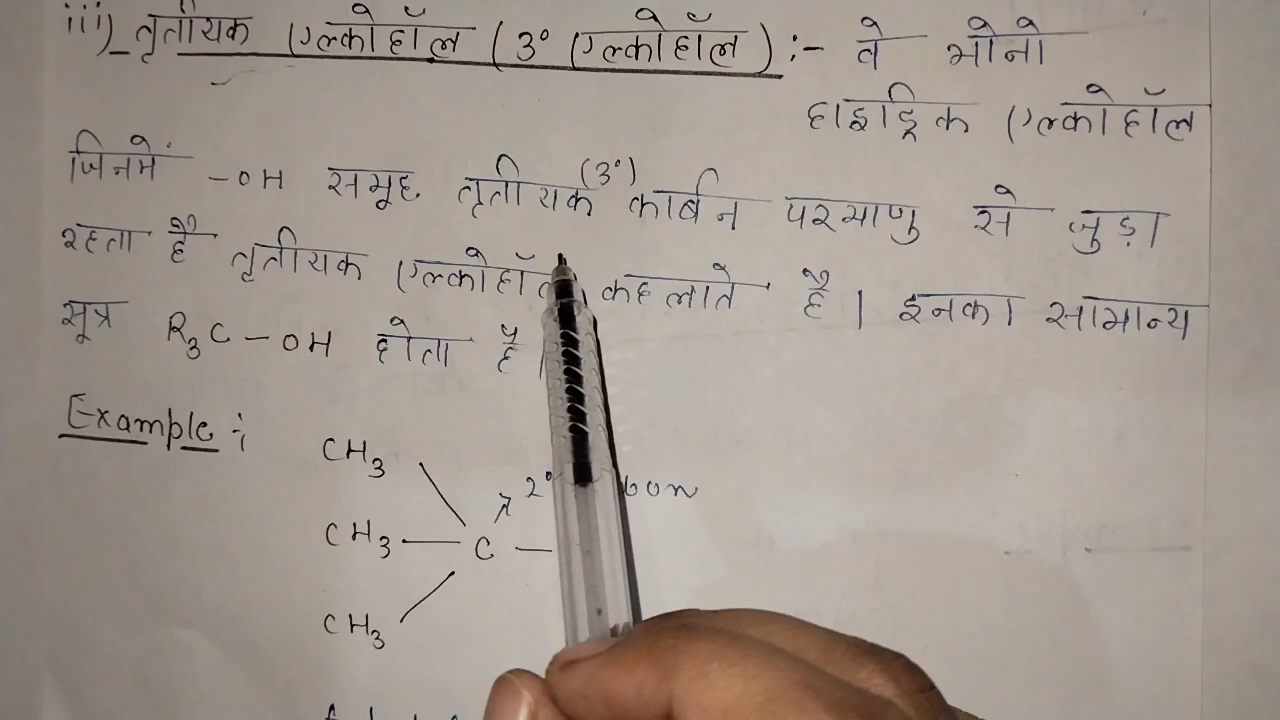 iii) तृतीयक एल्कोहॉल (3° एल्कोहॉल) :- वे मोनो
हाइड्रिक एल्कोहॉल
जिनमें -OH समूह तृतीयक (3°) कार्बन परमाणु से जुड़ा
रहता है तृतीयक एल्कोहॉल कहलाते है। इनका सामान्य
सूत्र R₃C-OH होता है।
Example :
CH₃
2°
CH₃ — C —
CH₃